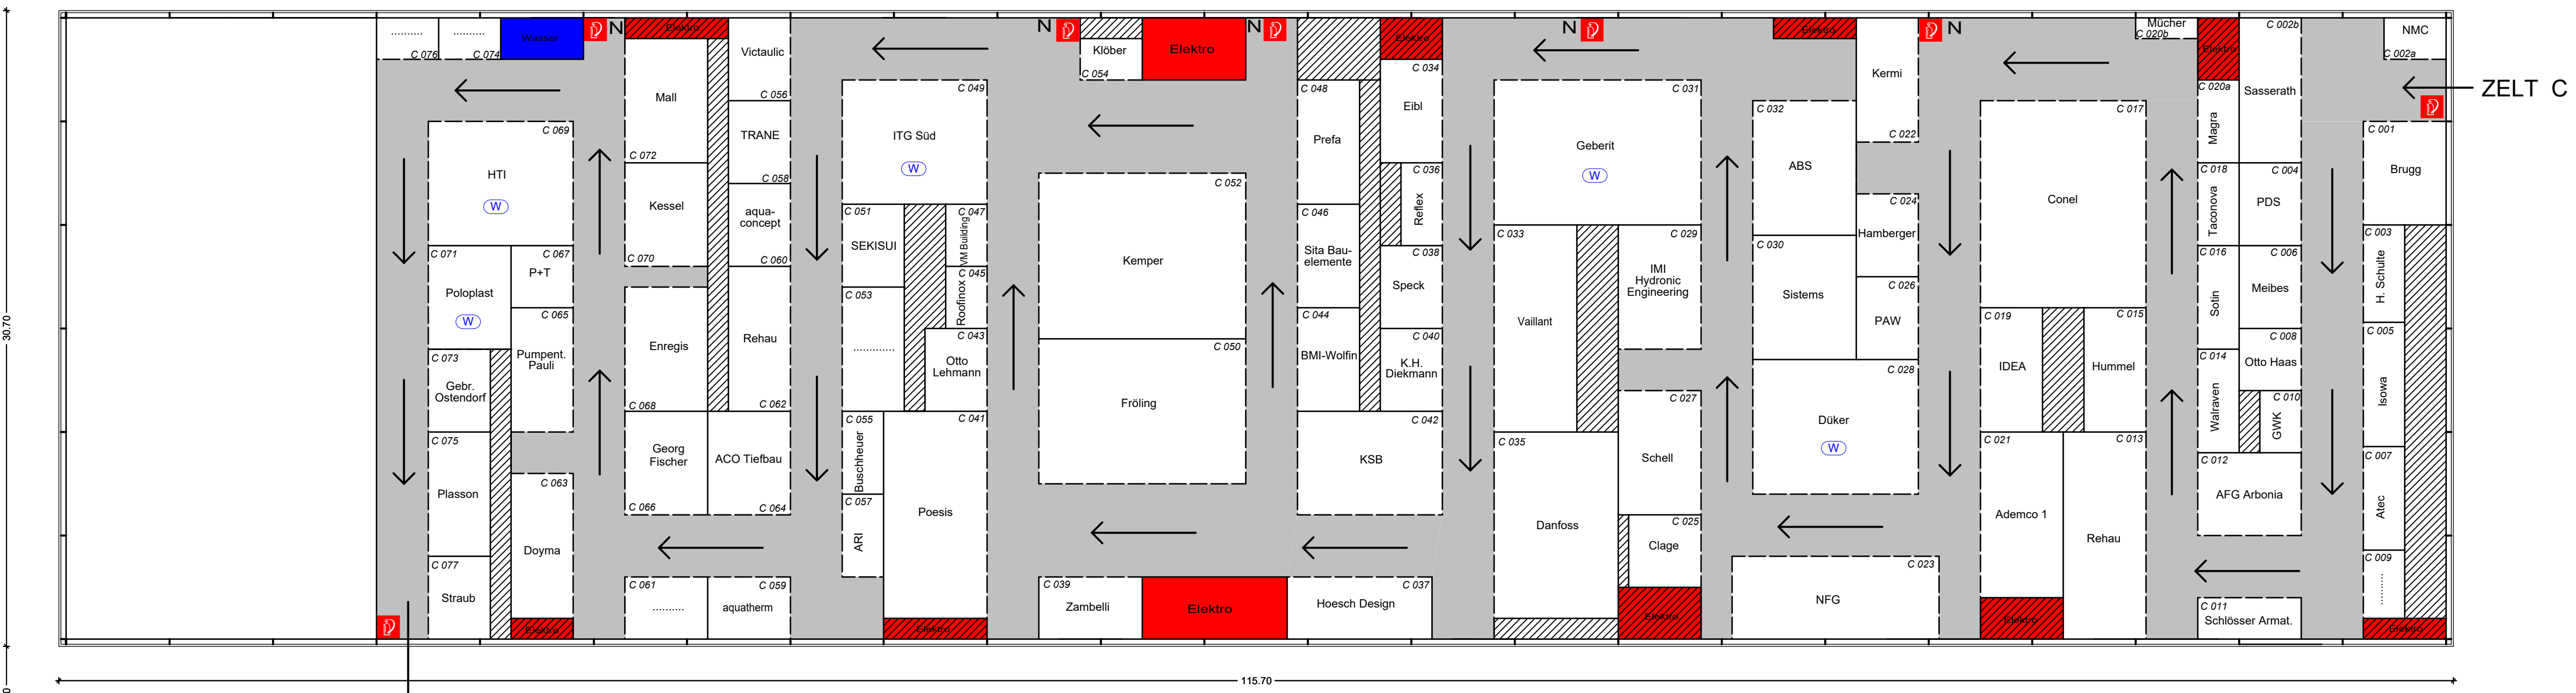 ..........
C 076
..........
C 074
Wasser
N
Elektro
Mall
C 072
Kessel
C 070
Enregis
C 068
Georg
Fischer
C 066
Victaulic
C 056
TRANE
C 058
aqua-
concept
C 060
Rehau
C 062
ACO Tiefbau
C 064
C 069
HTI
W
C 071
Poloplast
W
C 067
P+T
C 065
Pumpent.
Pauli
C 073
Gebr.
Ostendorf
C 075
Plasson
C 077
Straub
C 063
Doyma
Elektro
C 061
..........
C 059
aquatherm
C 049
ITG Süd
W
C 051
SEKISUI
C 053
............
C 047
VM Building
C 045
Roofinox
C 043
Otto
Lehmann
C 055
Buschheuer
C 057
ARI
C 041
Poesis
Elektro
N
Klöber
C 054
Elektro
N
C 052
Kemper
C 050
Fröling
C 039
Zambelli
Elektro
C 037
Hoesch Design
C 048
Prefa
C 046
Sita Bau-
elemente
C 044
BMI-Wolfin
C 042
KSB
Elektro
C 034
Eibl
C 036
Reflex
C 038
Speck
C 040
K.H.
Diekmann
N
C 031
Geberit
W
C 033
Vaillant
C 029
IMI
Hydronic
Engineering
C 027
Schell
C 035
Danfoss
C 025
Clage
Elektro
Elektro
Kermi
C 022
N
C 032
ABS
C 024
Hamberger
C 030
Sistems
C 026
PAW
C 028
Düker
W
C 023
NFG
C 017
Conel
C 019
IDEA
C 015
Hummel
C 021
Ademco 1
C 013
Rehau
Elektro
Mücher
C 020b
Elektro
C 020a
Magra
C 018
Taconova
C 016
Sotin
C 014
Walraven
C 012
AFG Arbonia
C 002b
Sasserath
C 004
PDS
C 006
Meibes
C 008
Otto Haas
C 010
GWK
C 011
Schlösser Armat.
NMC
C 002a
C 001
Brugg
C 003
H. Schulte
C 005
Isowa
C 007
Atec
C 009
..........
Elektro
ZELT C
30.70
115.70
0